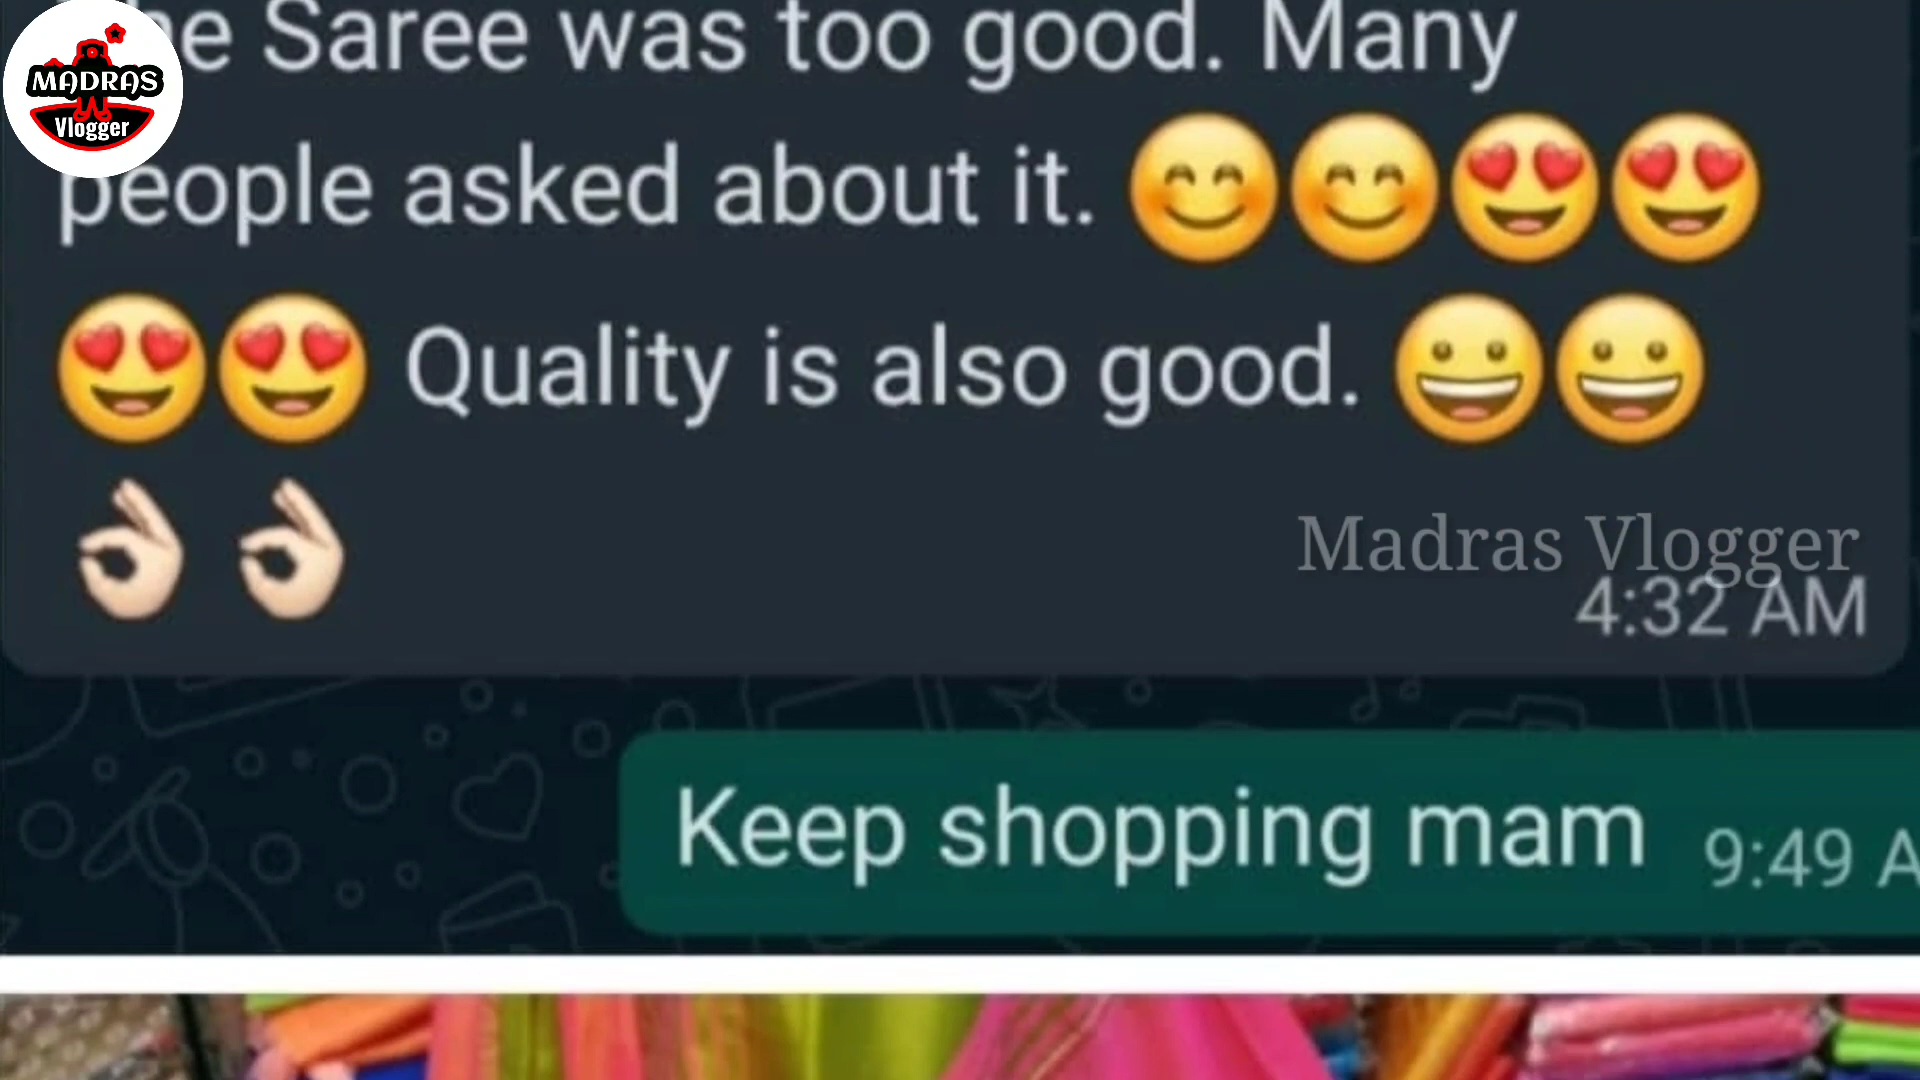 MADRAS
Vlogger
he Saree was too good. Many
people asked about it. 😊😊😍😍
😍😍 Quality is also good. 😀😀
👌🏻👌🏻
Madras Vlogger
4:32 AM
Keep shopping mam 9:49 A